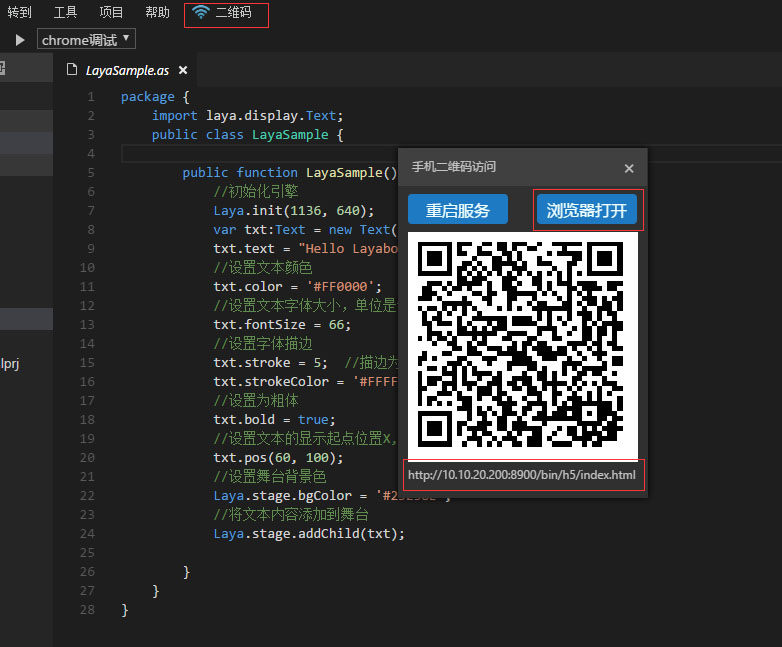 转到 工具 项目 帮助 二维码
chrome调试
LayaSample.as
1 package {
2 import laya.display.Text;
3 public class LayaSample {
4
5 public function LayaSample()
6 //初始化引擎
7 Laya.init(1136, 640);
8 var txt:Text = new Text(
9 txt.text = "Hello Layabo
10 //设置文本颜色
11 txt.color = '#FF0000';
12 //设置文本字体大小，单位是
13 txt.fontSize = 66;
14 //设置字体描边
15 txt.stroke = 5; //描边为
16 txt.strokeColor = '#FFFF
17 //设置为粗体
18 txt.bold = true;
19 //设置文本的显示起点位置X,
20 txt.pos(60, 100);
21 //设置舞台背景色
22 Laya.stage.bgColor = '#
23 //将文本内容添加到舞台
24 Laya.stage.addChild(txt);
25
26 }
27 }
28 }
lprj
手机二维码访问
重启服务 浏览器打开
http://10.10.20.200:8900/bin/h5/index.html